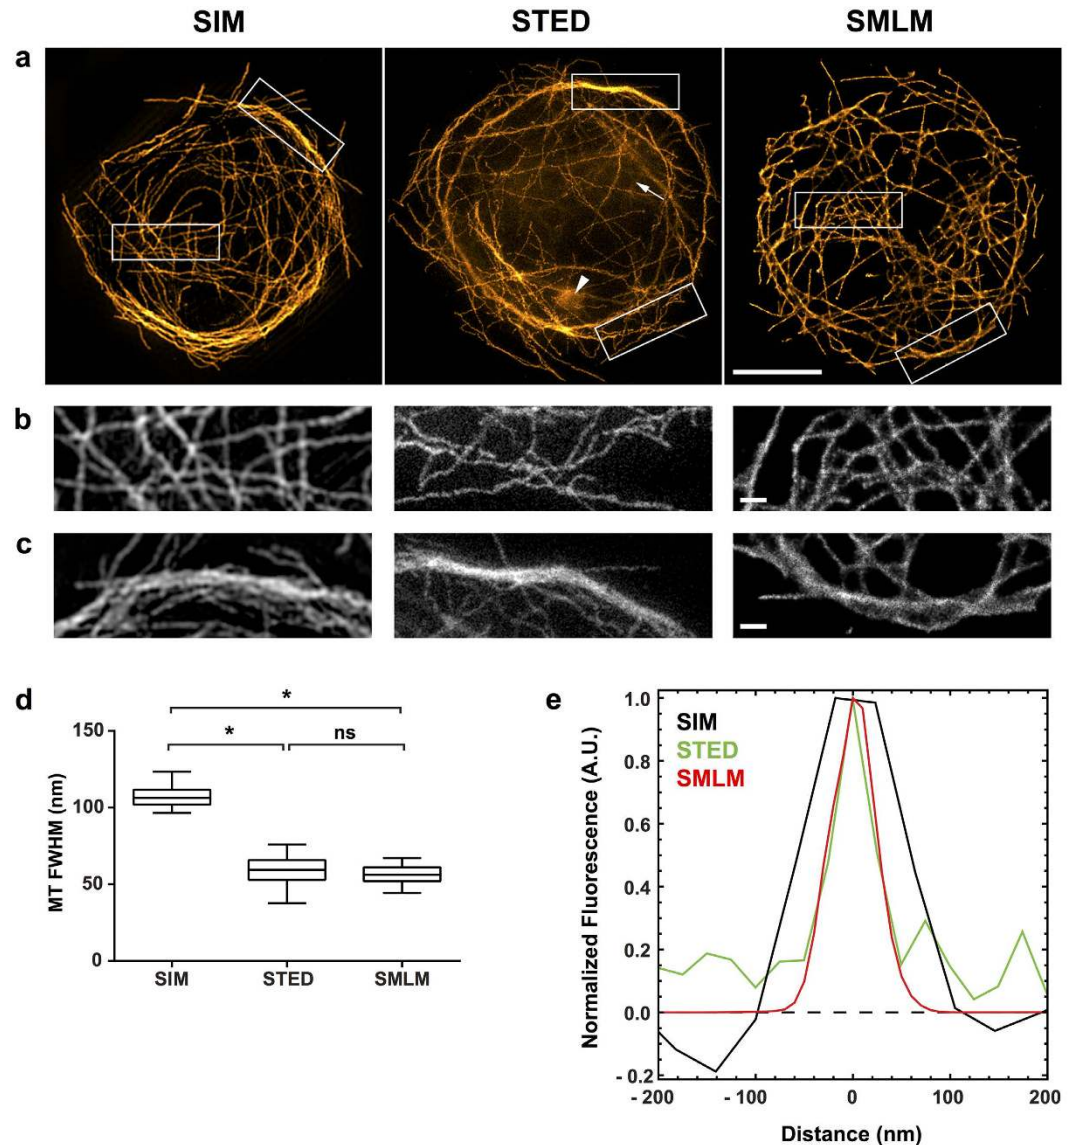 SIM STED SMLM
a
b
c
d
e
*
* ns
MT FWHM (nm)
150
100
50
0
SIM STED SMLM
SIM
STED
SMLM
Normalized Fluorescence (A.U.)
1.0
0.8
0.6
0.4
0.2
0.0
- 0.2
- 200 - 100 0 100 200
Distance (nm)